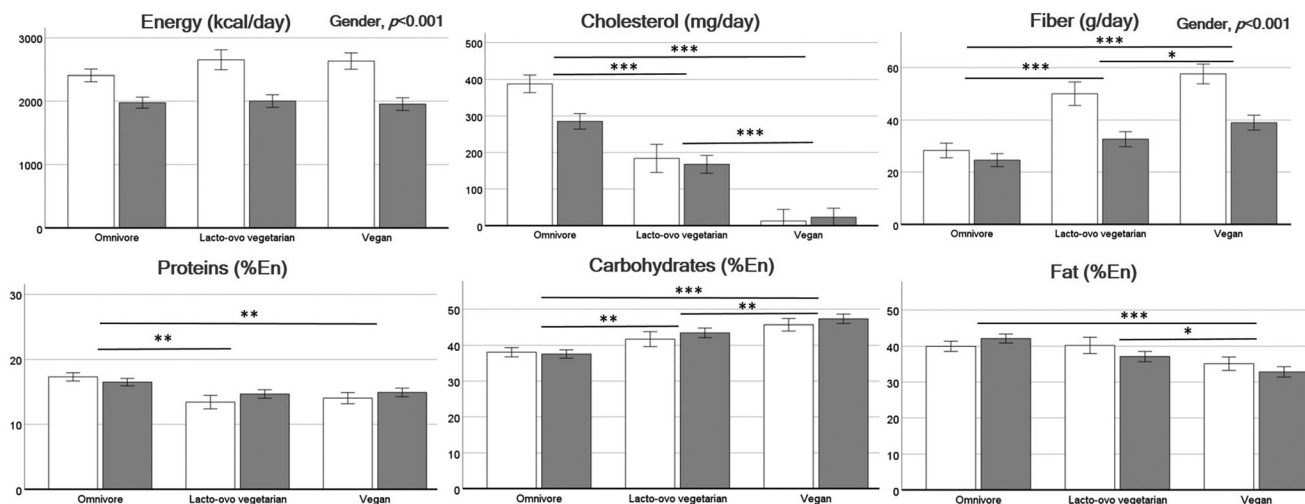 Energy (kcal/day)
Gender, p<0.001
3000
2000
1000
0
Omnivore
Lacto-ovo vegetarian
Vegan
Cholesterol (mg/day)
500
400
300
200
100
0
***
***
***
Omnivore
Lacto-ovo vegetarian
Vegan
Fiber (g/day)
Gender, p<0.001
60
40
20
0
***
***
*
Omnivore
Lacto-ovo vegetarian
Vegan
Proteins (%En)
30
20
10
0
**
**
Omnivore
Lacto-ovo vegetarian
Vegan
Carbohydrates (%En)
50
40
30
20
10
00
***
**
**
Omnivore
Lacto-ovo vegetarian
Vegan
Fat (%En)
50
40
30
20
10
00
***
*
Omnivore
Lacto-ovo vegetarian
Vegan